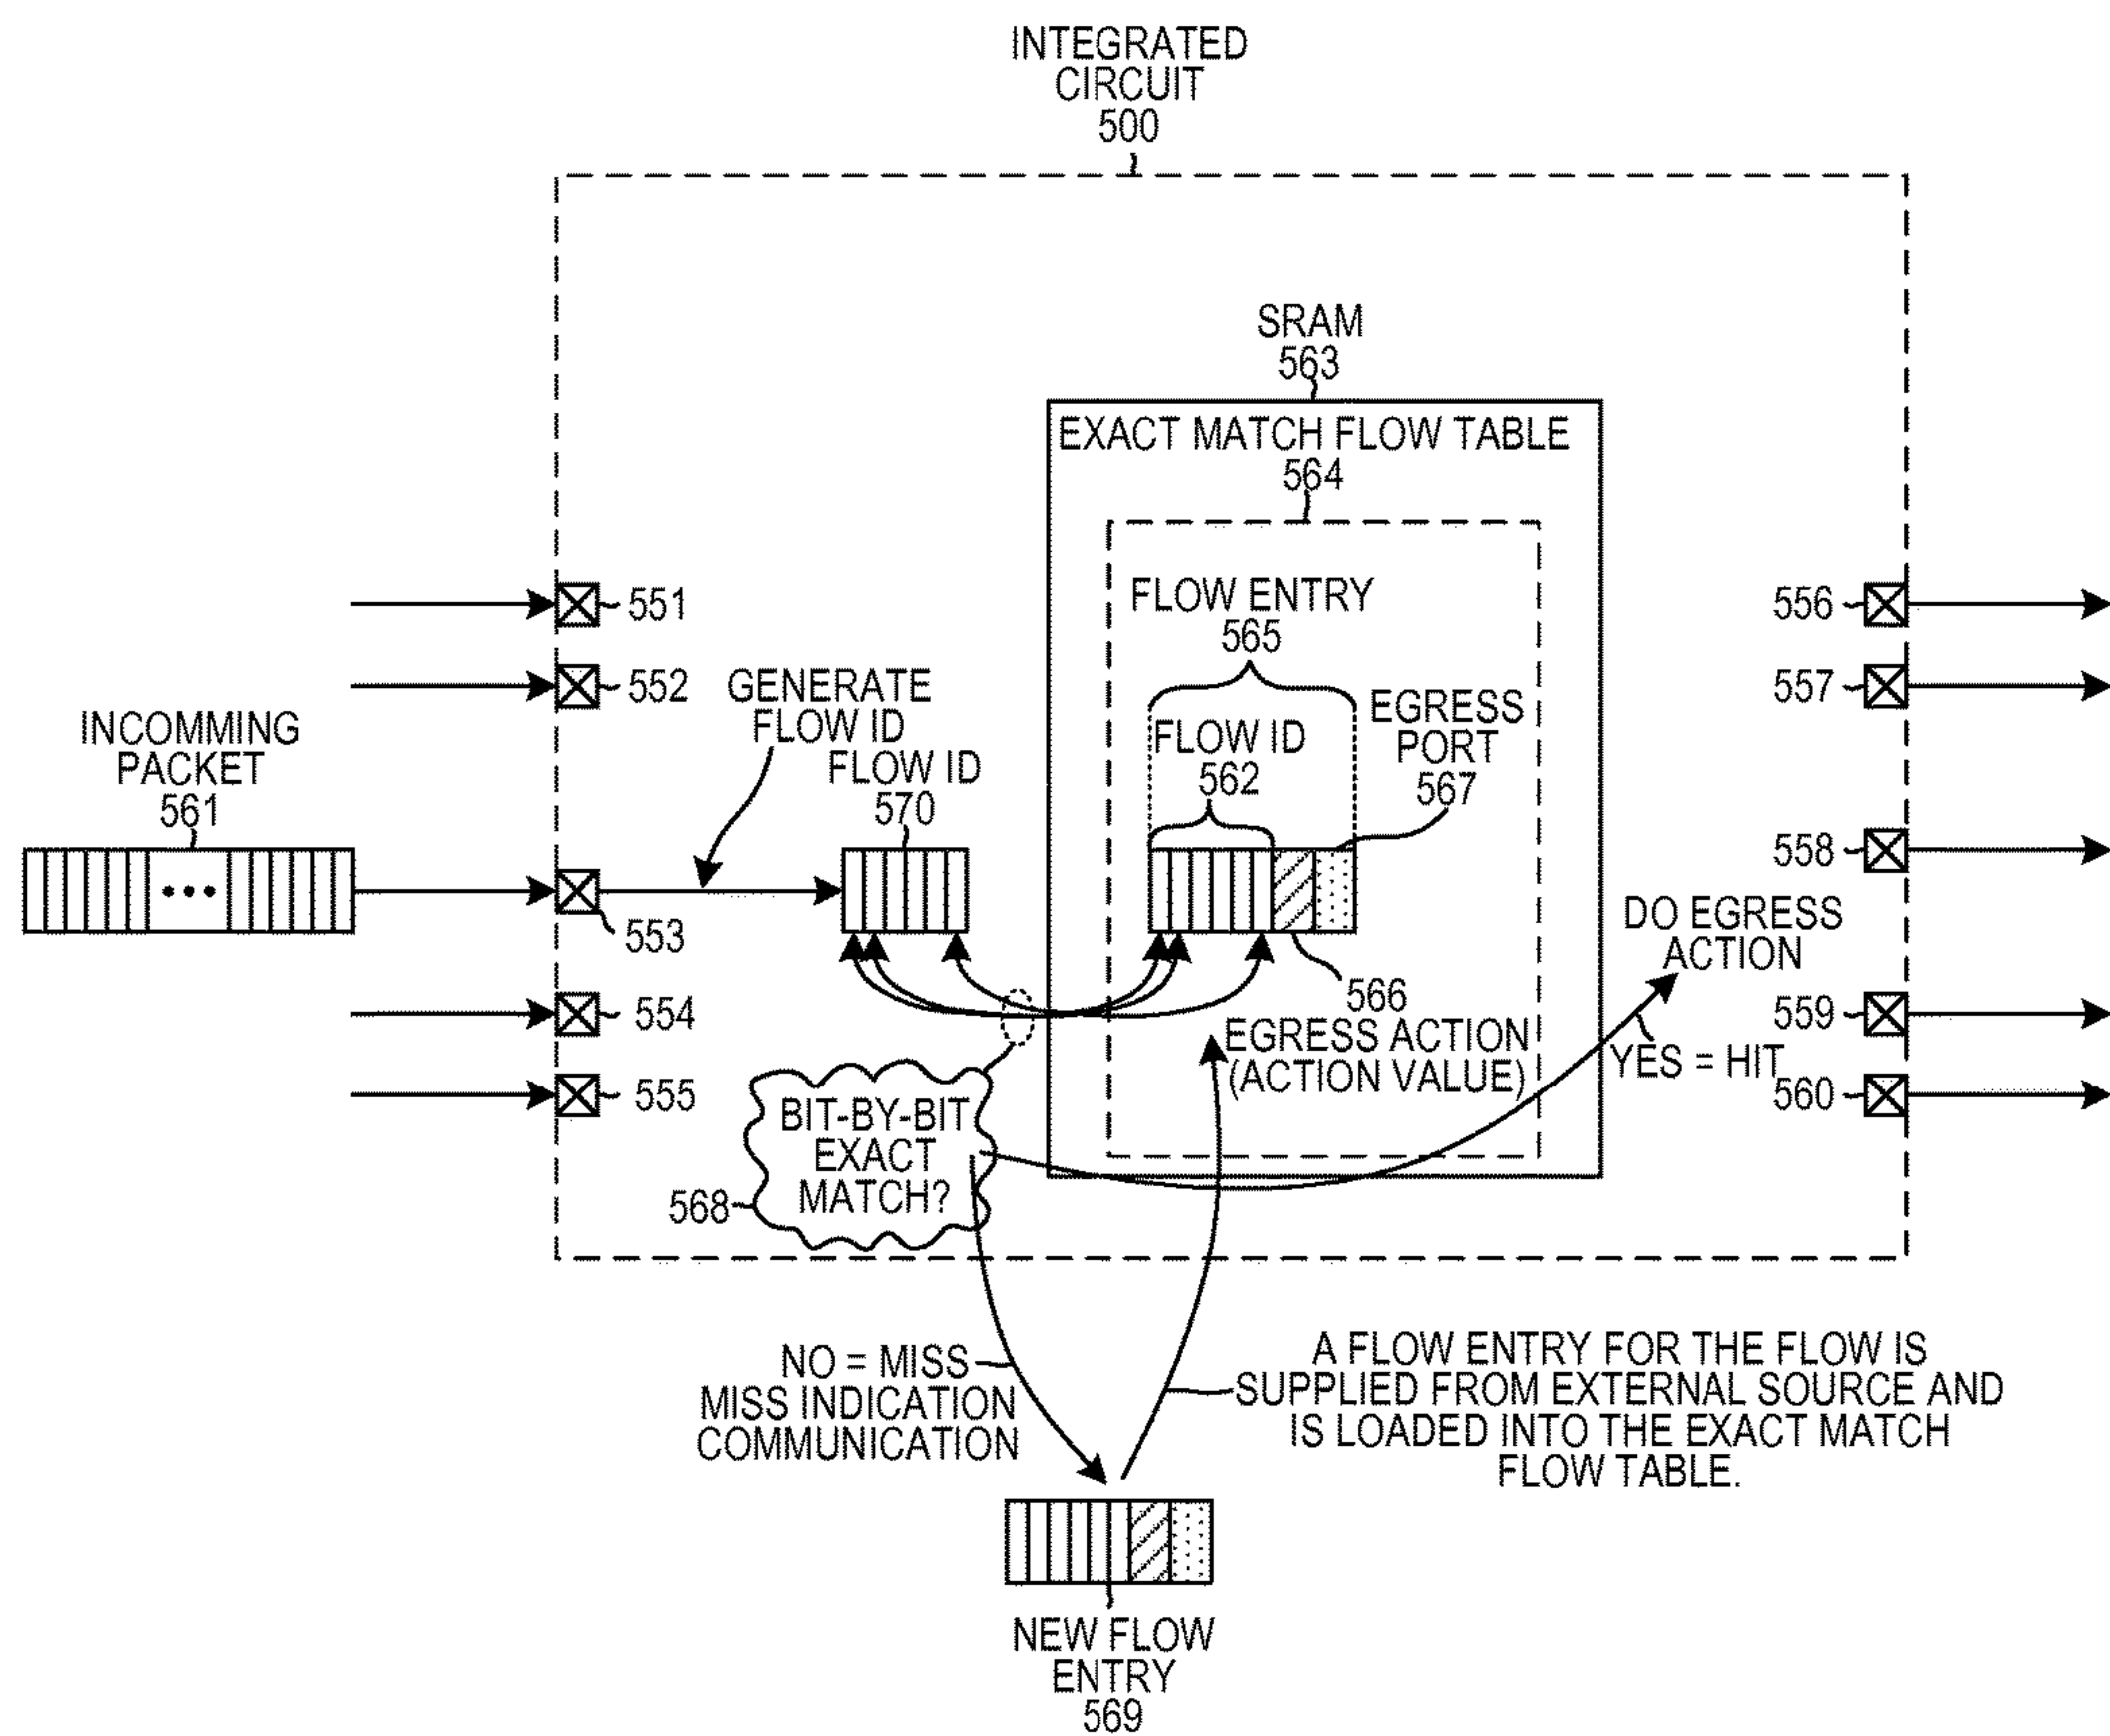 INTEGRATED
CIRCUIT
500
SRAM
563
EXACT MATCH FLOW TABLE
564
FLOW ENTRY
565
551
556
552
557
GENERATE
FLOW ID
FLOW ID
570
INCOMMING
PACKET
561
FLOW ID
562
EGRESS
PORT
567
558
553
DO EGRESS
ACTION
566
EGRESS ACTION
(ACTION VALUE)
554
559
YES = HIT
555
560
BIT-BY-BIT
EXACT
MATCH?
568
NO = MISS
MISS INDICATION
COMMUNICATION
A FLOW ENTRY FOR THE FLOW IS
SUPPLIED FROM EXTERNAL SOURCE AND
IS LOADED INTO THE EXACT MATCH
FLOW TABLE.
NEW FLOW
ENTRY
569